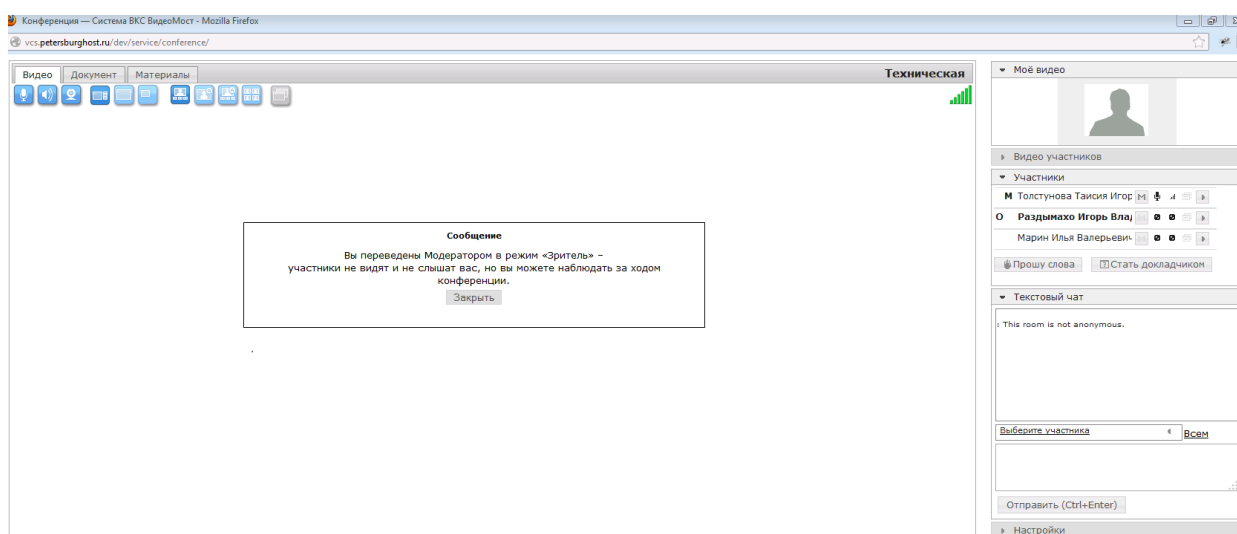 Конференция — Система ВКС ВидеоМост - Mozilla Firefox
vcs.petersburghost.ru/dev/service/conference/
Видео Документ Материалы Техническая
Сообщение
Вы переведены Модератором в режим «Зритель» –
участники не видят и не слышат вас, но вы можете наблюдать за ходом
конференции.
Закрыть
Моё видео
Видео участников
Участники
М Толстунова Таисия Игор М
О Раздымахо Игорь Вла
Марин Илья Валерьевич
Прошу слова Стать докладчиком
Текстовый чат
: This room is not anonymous.
Выберите участника Всем
Отправить (Ctrl+Enter)
Настройки